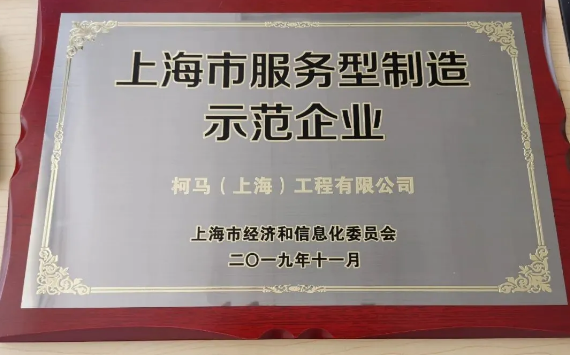 上海市服务型制造
示范企业
柯马（上海）工程有限公司
上海市经济和信息化委员会
二〇一九年十一月